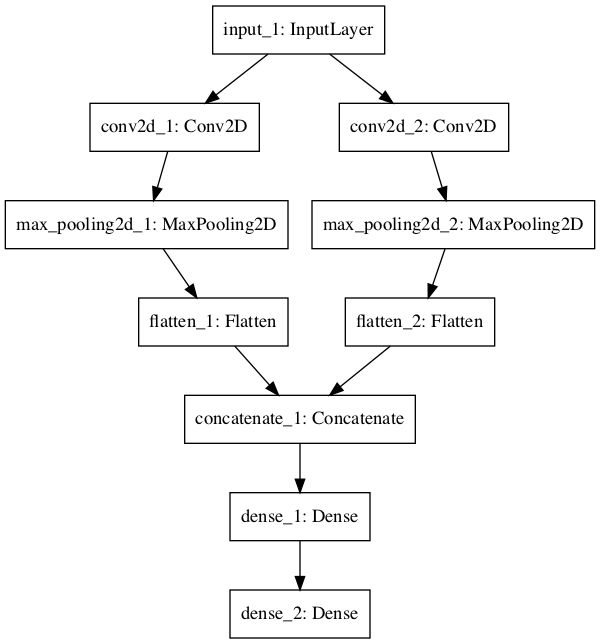 input_1: InputLayer
conv2d_1: Conv2D
conv2d_2: Conv2D
max_pooling2d_1: MaxPooling2D
max_pooling2d_2: MaxPooling2D
flatten_1: Flatten
flatten_2: Flatten
concatenate_1: Concatenate
dense_1: Dense
dense_2: Dense